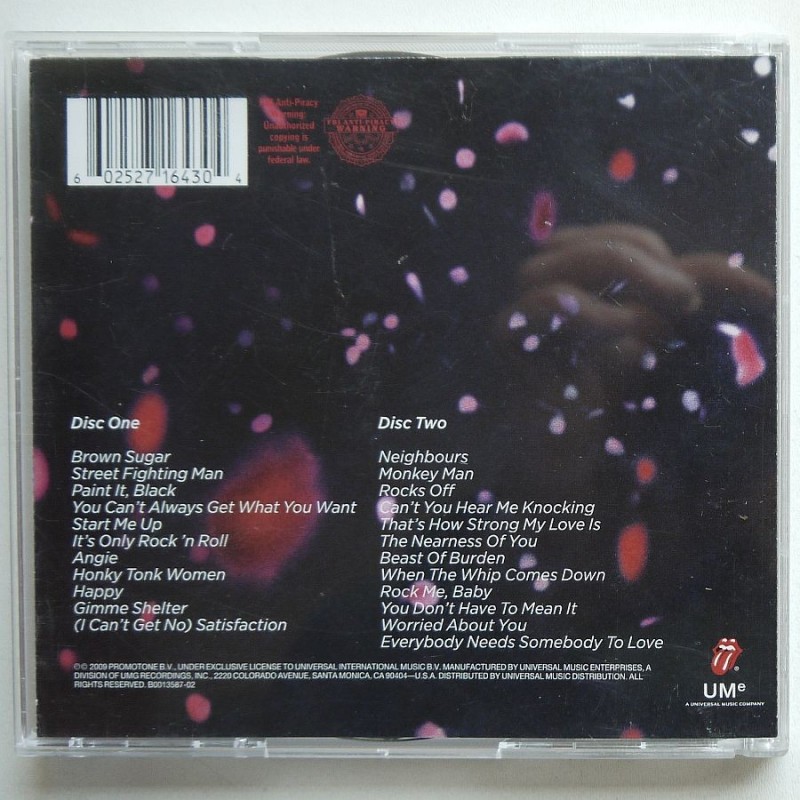 6 02527 16430 4
FBI Anti-Piracy
Warning:
Unauthorized
copying is
punishable under
federal law.
FBI ANTI-PIRACY
WARNING
Disc One
Brown Sugar
Street Fighting Man
Paint It, Black
You Can't Always Get What You Want
Start Me Up
It's Only Rock 'n Roll
Angie
Honky Tonk Women
Happy
Gimme Shelter
(I Can't Get No) Satisfaction
Disc Two
Neighbours
Monkey Man
Rocks Off
Can't You Hear Me Knocking
That's How Strong My Love Is
The Nearness Of You
Beast Of Burden
When The Whip Comes Down
Rock Me, Baby
You Don't Have To Mean It
Worried About You
Everybody Needs Somebody To Love
℗© 2009 PROMOTONE B.V., UNDER EXCLUSIVE LICENSE TO UNIVERSAL INTERNATIONAL MUSIC B.V. MANUFACTURED BY UNIVERSAL MUSIC ENTERPRISES, A
DIVISION OF UMG RECORDINGS, INC., 2220 COLORADO AVENUE, SANTA MONICA, CA 90404—U.S.A. DISTRIBUTED BY UNIVERSAL MUSIC DISTRIBUTION. ALL
RIGHTS RESERVED. B0013587-02
UMe
A UNIVERSAL MUSIC COMPANY